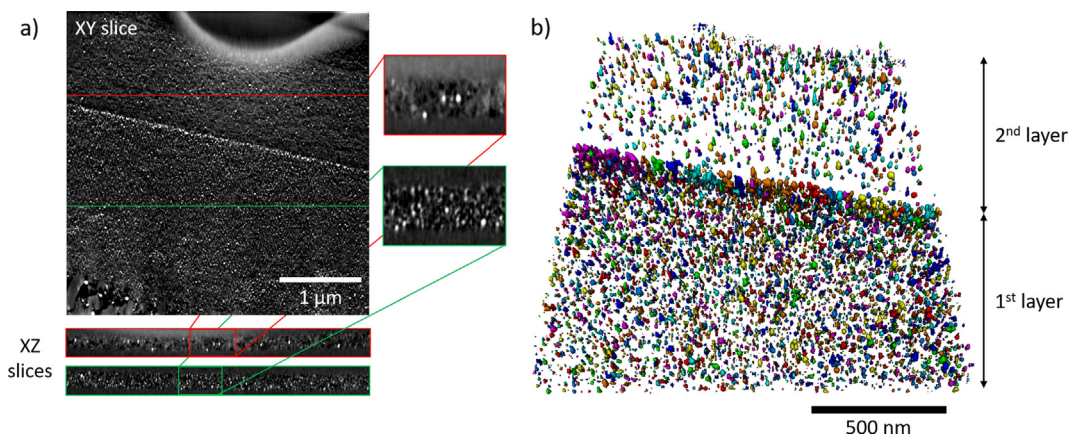 a)
XY slice
1 µm
XZ
slices
b)
2nd layer
1st layer
500 nm